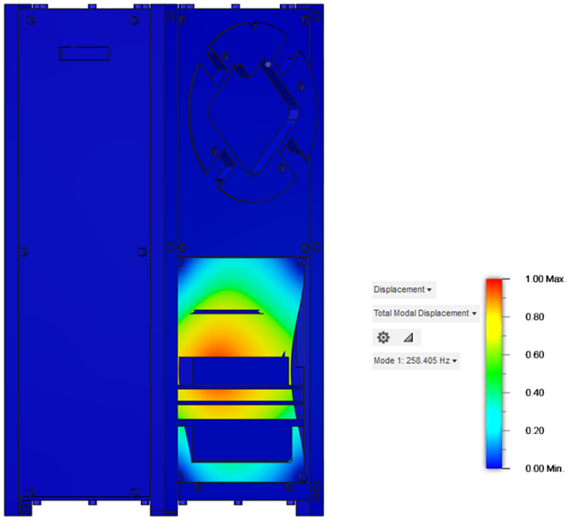 Displacement
Total Modal Displacement
Mode 1: 258.405 Hz
1.00 Max.
0.80
0.60
0.40
0.20
0.00 Min.